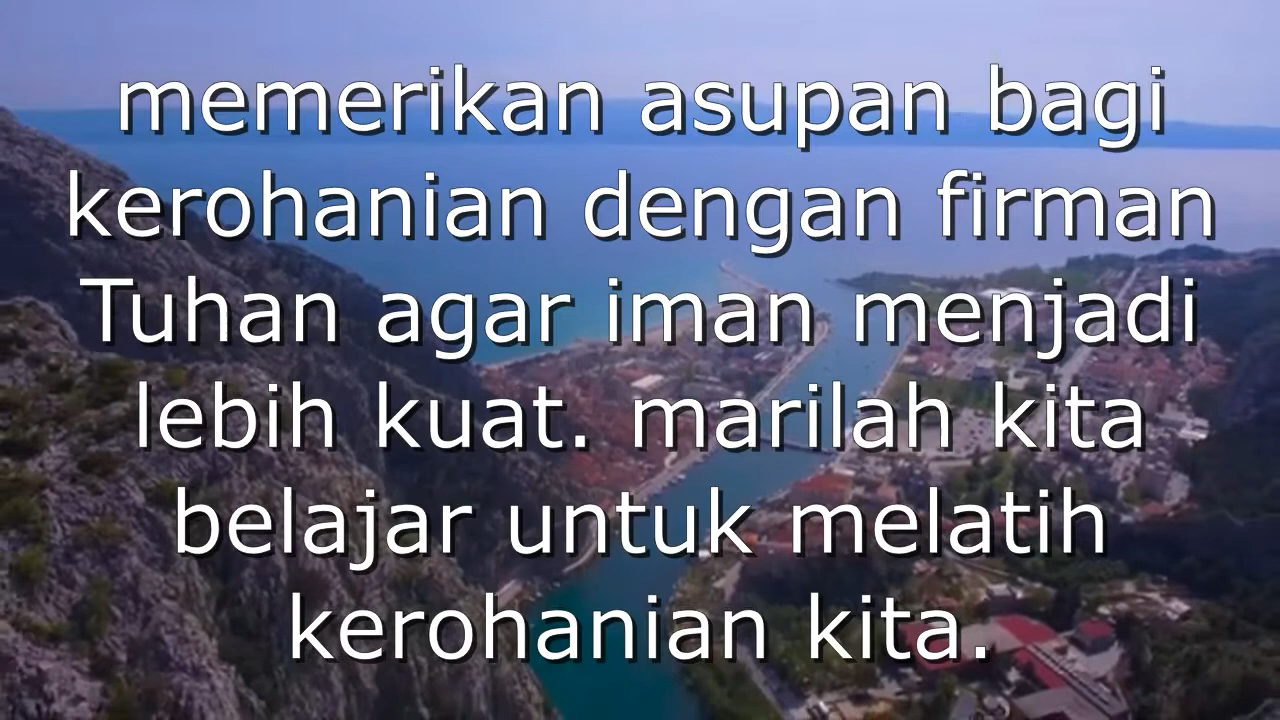 memerikan asupan bagi
kerohanian dengan firman
Tuhan agar iman menjadi
lebih kuat. marilah kita
belajar untuk melatih
kerohanian kita.